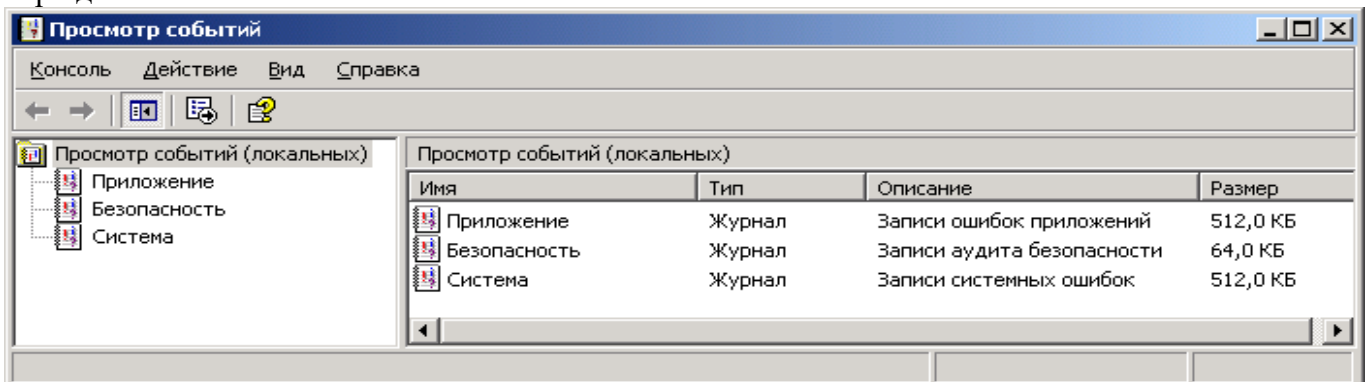 Просмотр событий
Консоль Действие Вид Справка
Просмотр событий (локальных)
Приложение
Безопасность
Система
Просмотр событий (локальных)
Имя Тип Описание Размер
Приложение Журнал Записи ошибок приложений 512,0 КБ
Безопасность Журнал Записи аудита безопасности 64,0 КБ
Система Журнал Записи системных ошибок 512,0 КБ